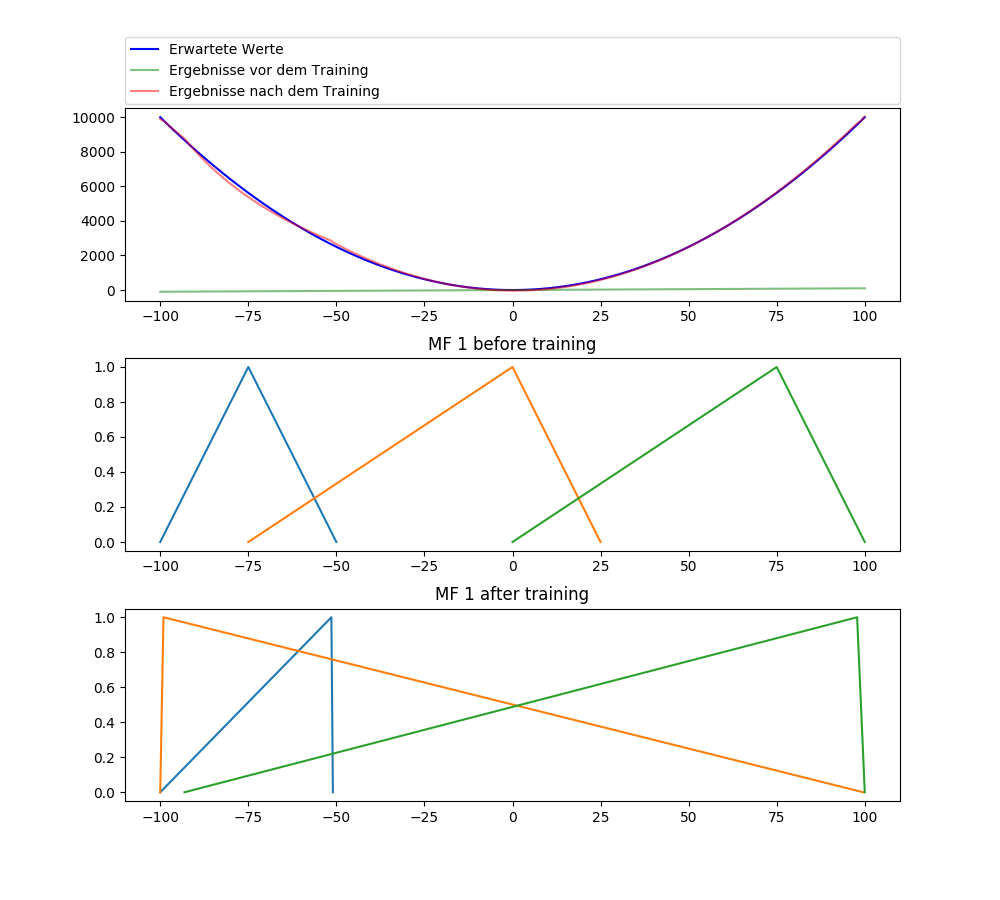 Erwartete Werte
Ergebnisse vor dem Training
Ergebnisse nach dem Training
10000
8000
6000
4000
2000
0
−100 −75 −50 −25 0 25 50 75 100
MF 1 before training
1.0
0.8
0.6
0.4
0.2
0.0
−100 −75 −50 −25 0 25 50 75 100
MF 1 after training
1.0
0.8
0.6
0.4
0.2
0.0
−100 −75 −50 −25 0 25 50 75 100